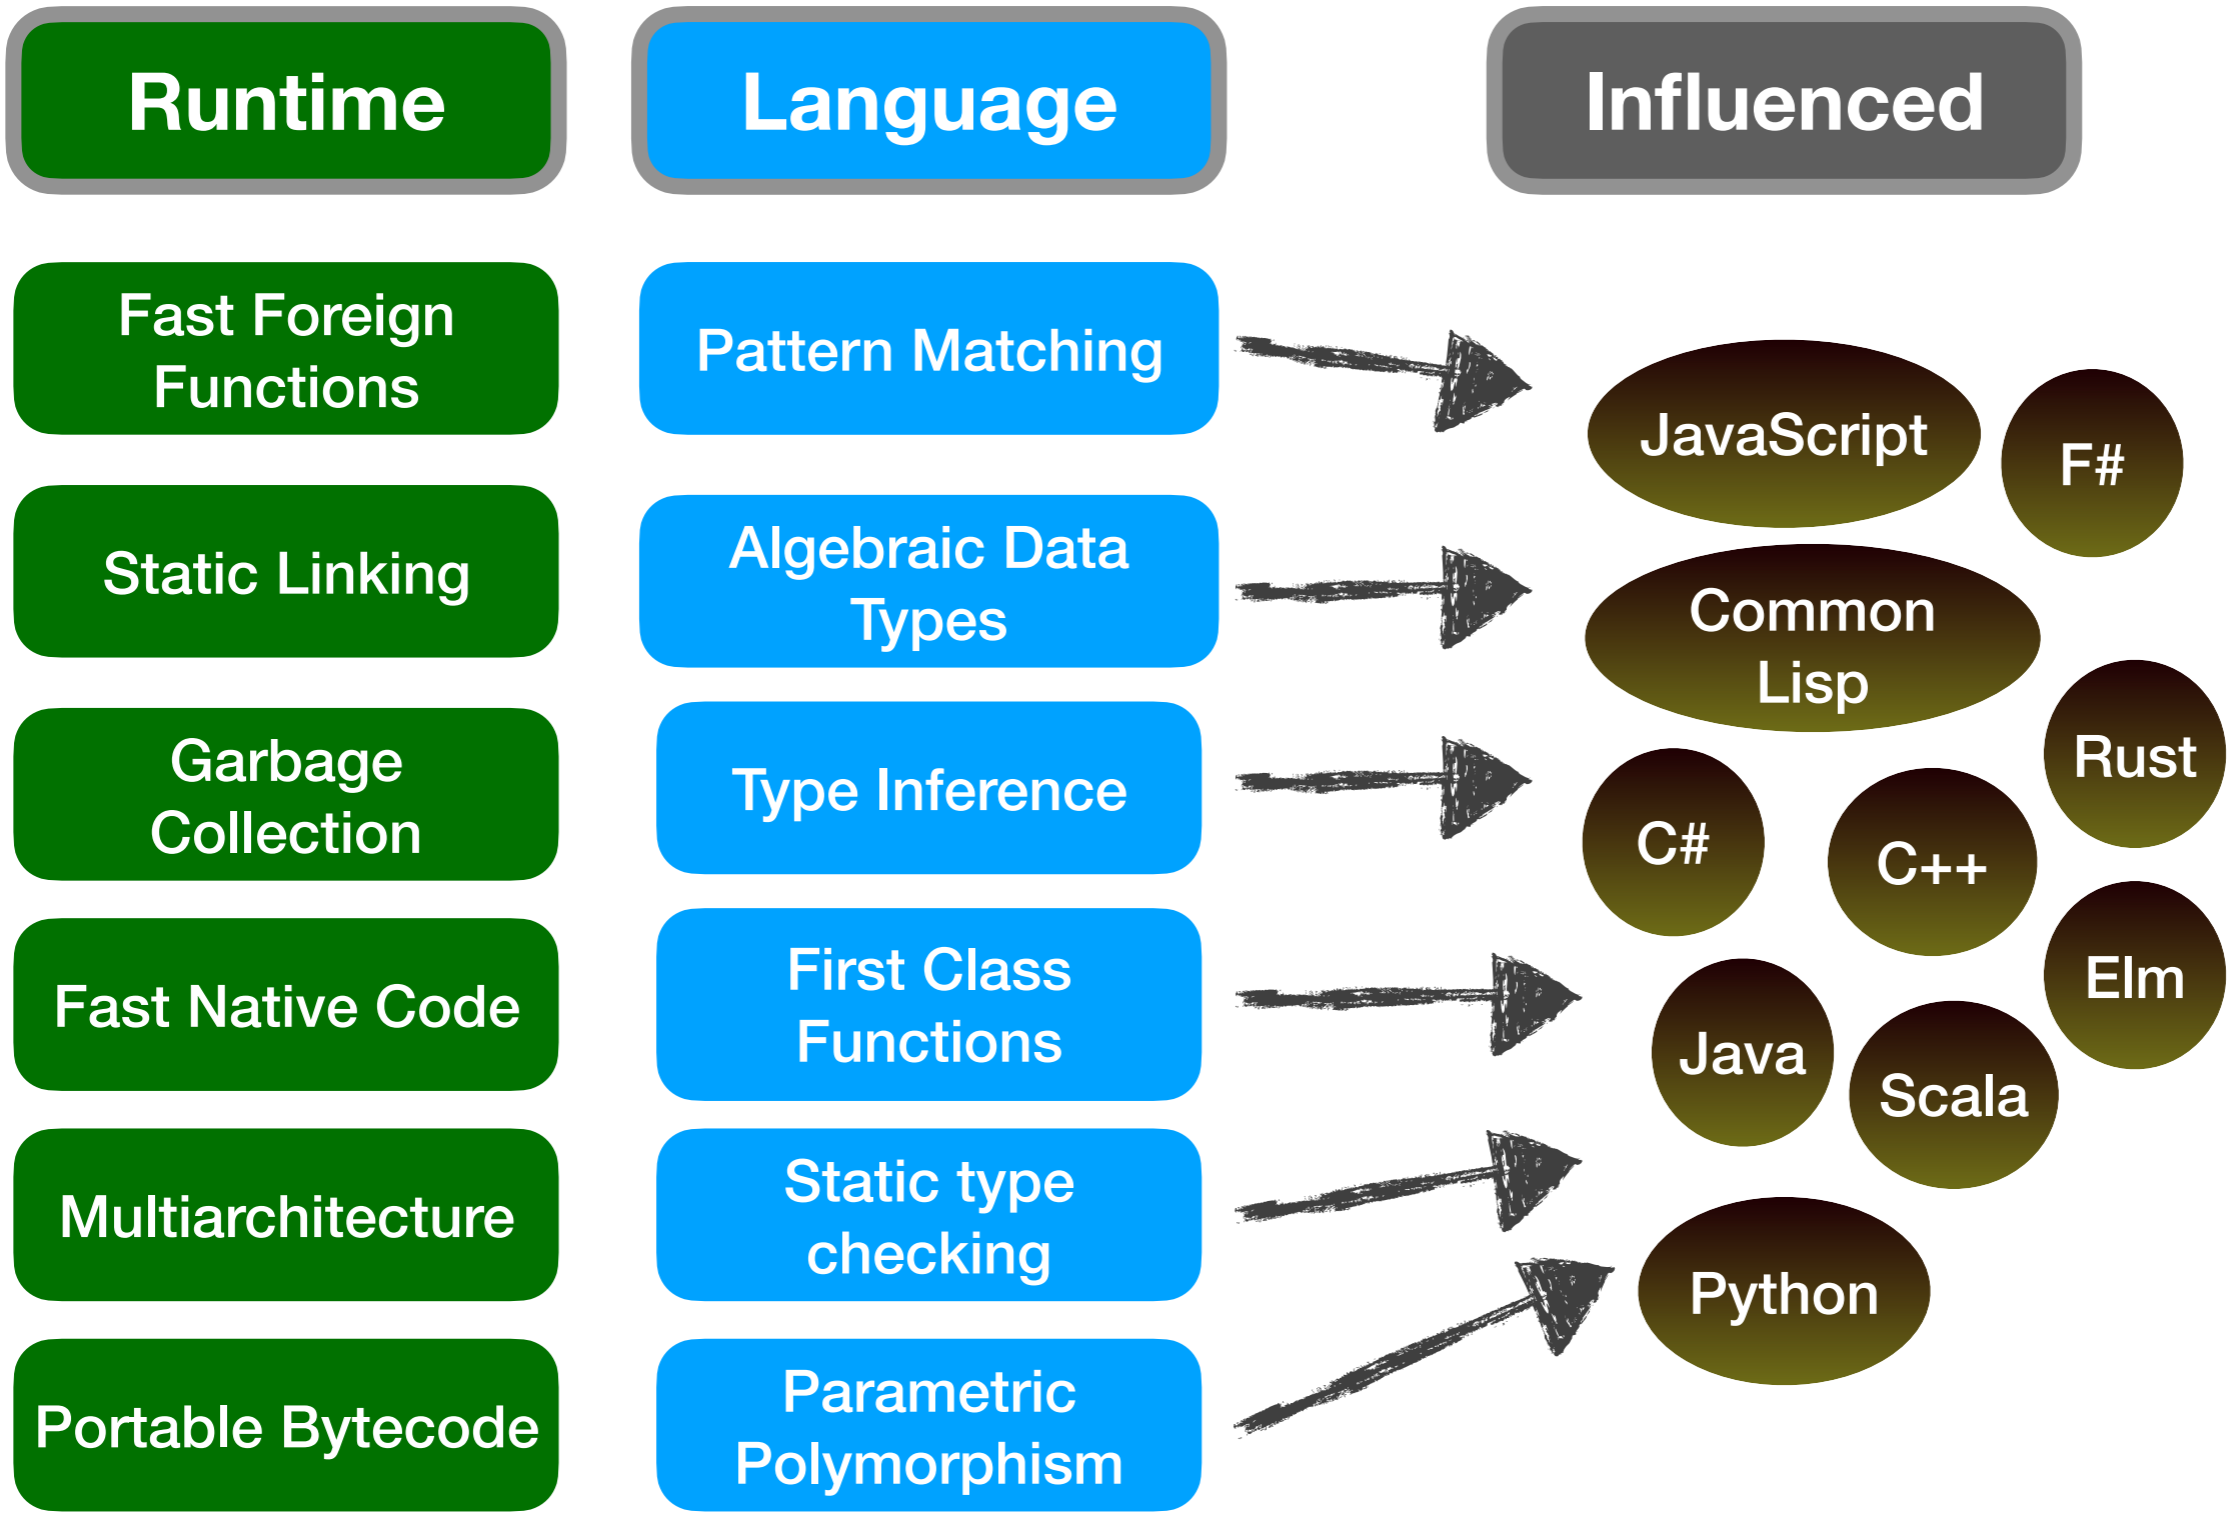 Runtime
Language
Influenced
Fast Foreign
Functions
Static Linking
Garbage
Collection
Fast Native Code
Multiarchitecture
Portable Bytecode
Pattern Matching
Algebraic Data
Types
Type Inference
First Class
Functions
Static type
checking
Parametric
Polymorphism
JavaScript
F#
Common
Lisp
Rust
C#
C++
Elm
Java
Scala
Python